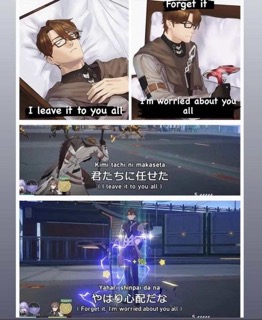 Forget it
I leave it to you all
I'm worried about you
all
Kimi tachi ni makaseta
君たちに任せた
( I leave it to you all )
Yahari shinpai da na
やはり心配だな
( Forget it, I'm worried about you all )